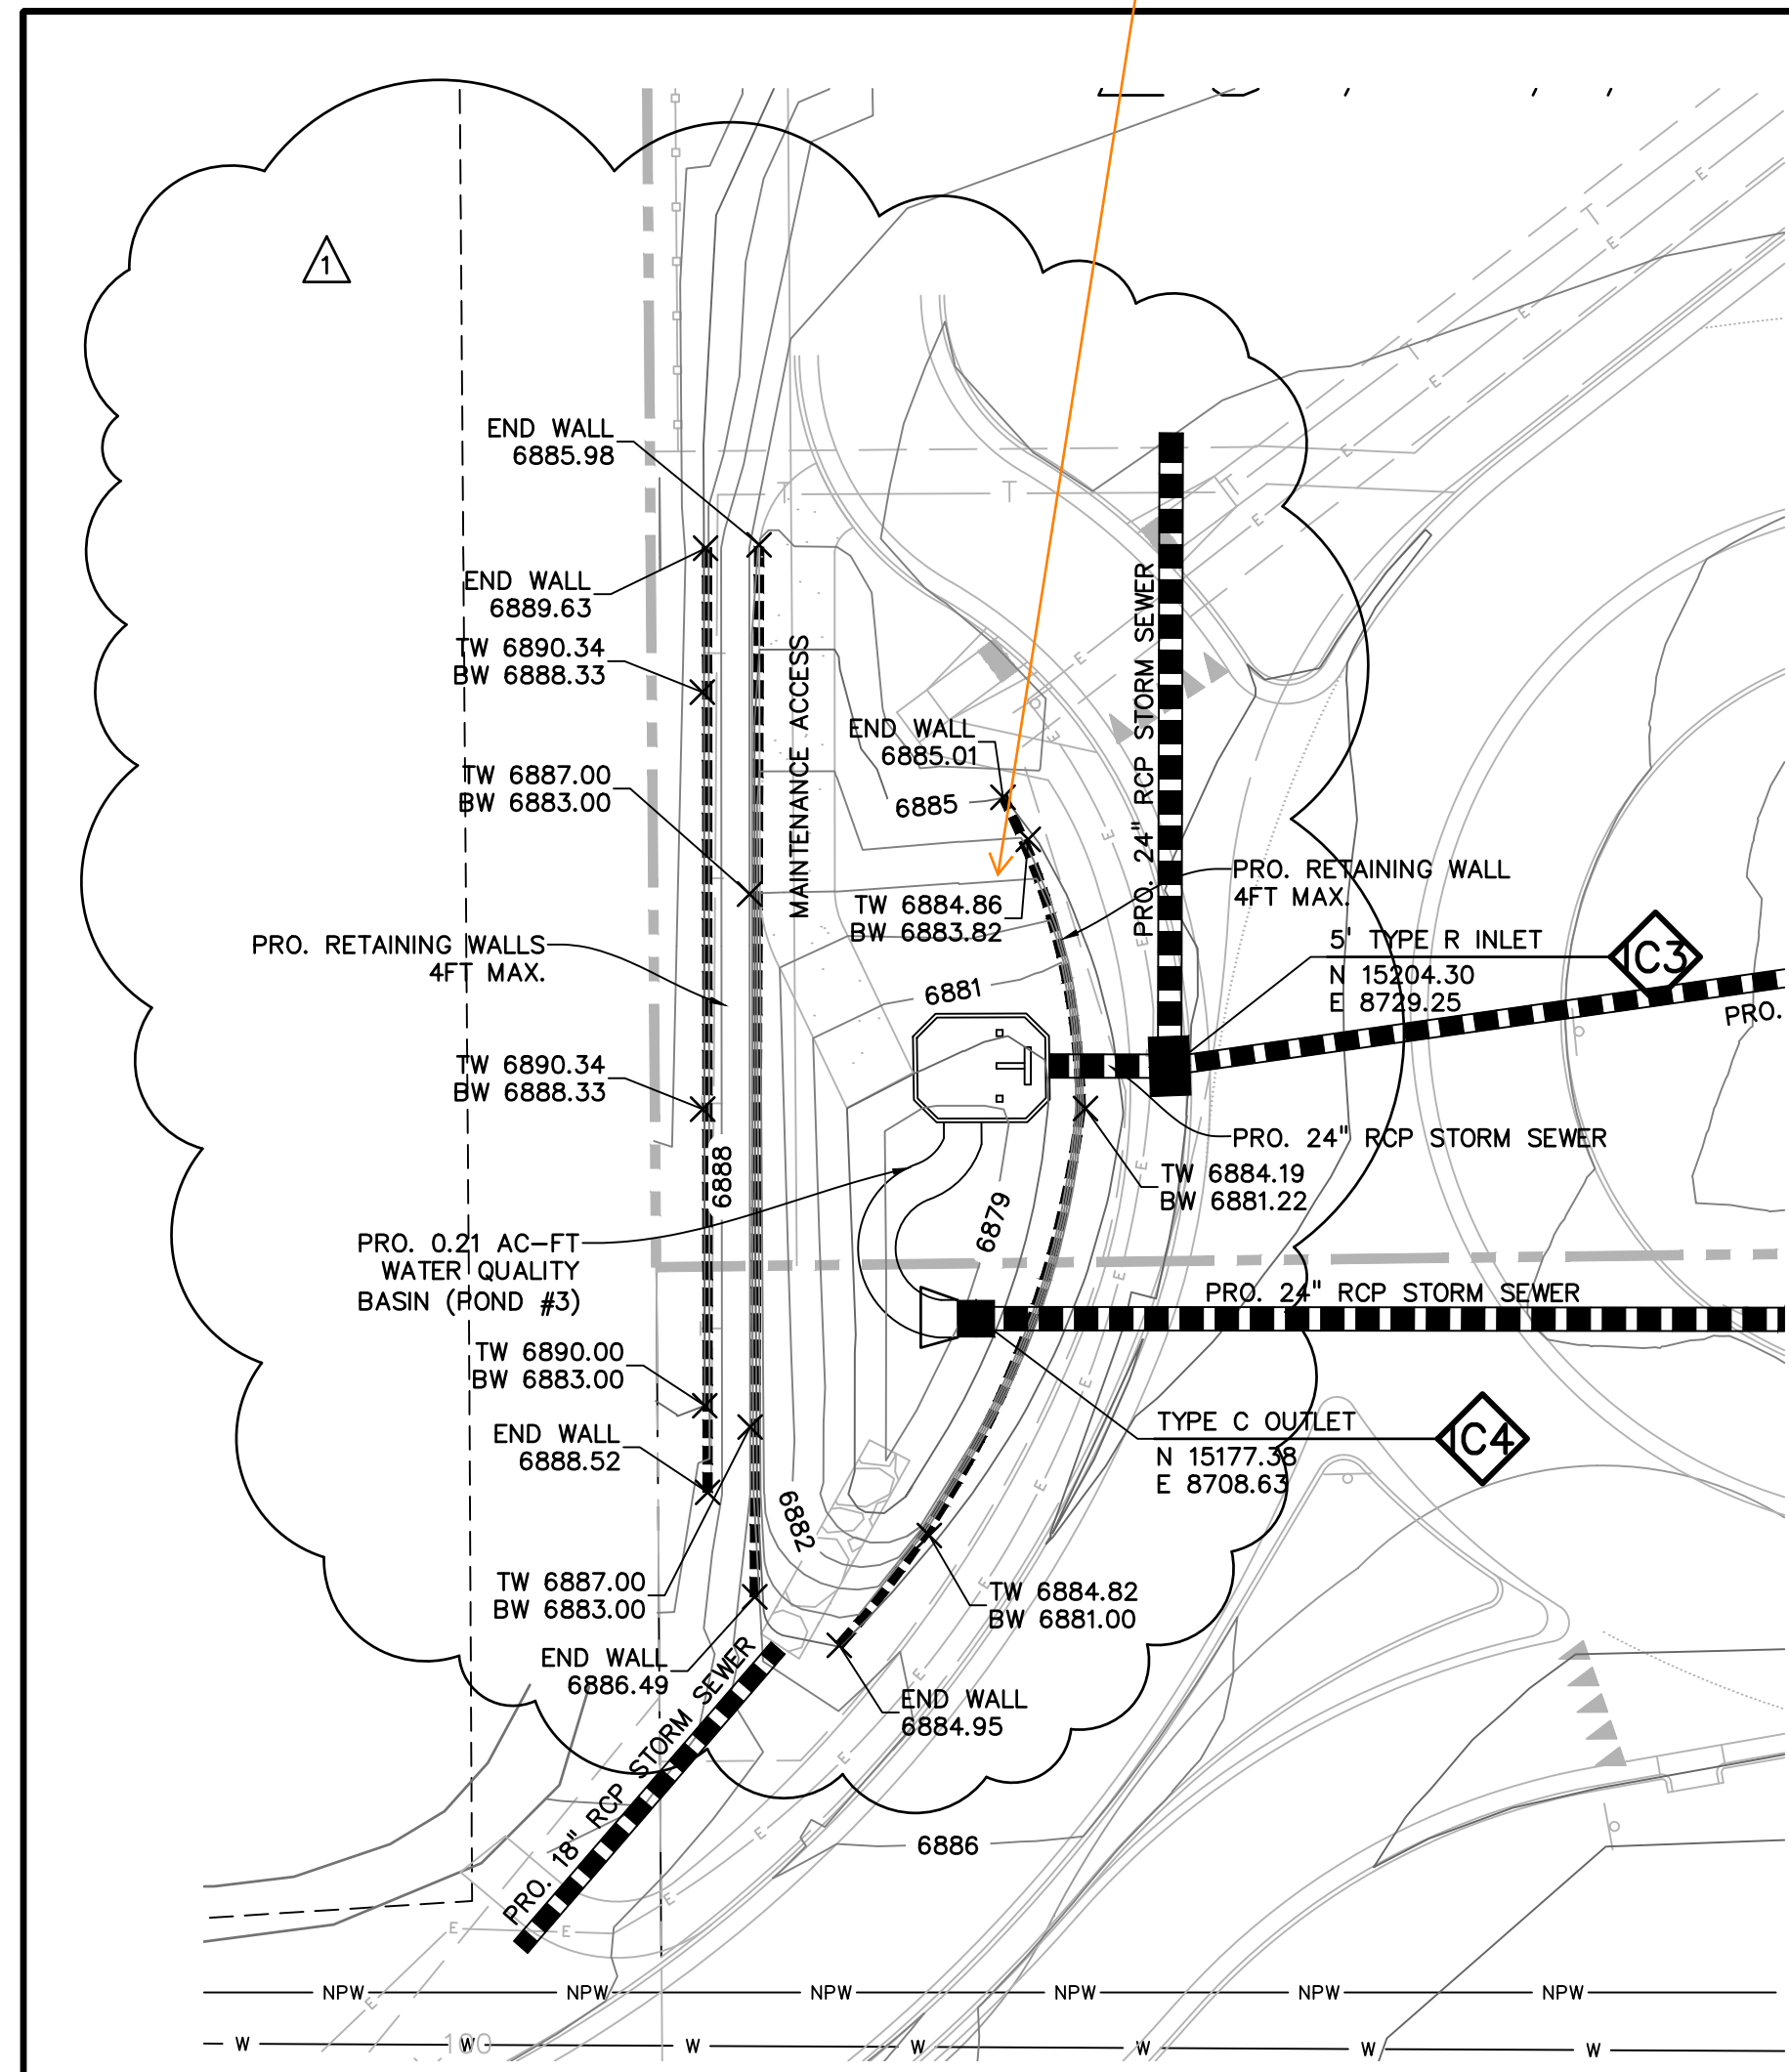 1
END WALL
6885.98
END WALL
6889.63
TW 6890.34
BW 6888.33
TW 6887.00
BW 6883.00
MAINTENANCE ACCESS
END WALL
6885.01
6885
TW 6884.86
BW 6883.82
PRO. 24" RCP STORM SEWER
PRO. RETAINING WALL
4FT MAX.
5' TYPE R INLET
N 15204.30
E 8729.25
C3
PRO.
PRO. RETAINING WALLS
4FT MAX.
6881
TW 6890.34
BW 6888.33
6888
PRO. 24" RCP STORM SEWER
TW 6884.19
BW 6881.22
6879
PRO. 0.21 AC-FT
WATER QUALITY
BASIN (POND #3)
PRO. 24" RCP STORM SEWER
TW 6890.00
BW 6883.00
END WALL
6888.52
TYPE C OUTLET
N 15177.38
E 8708.63
C4
6882
TW 6887.00
BW 6883.00
TW 6884.82
BW 6881.00
END WALL
6886.49
END WALL
6884.95
PRO. 18" RCP STORM SEWER
6886
NPW NPW NPW NPW NPW NPW
W W W W W W W
100
T T T T T
E E E E E E E E E E E E E E E E E E E